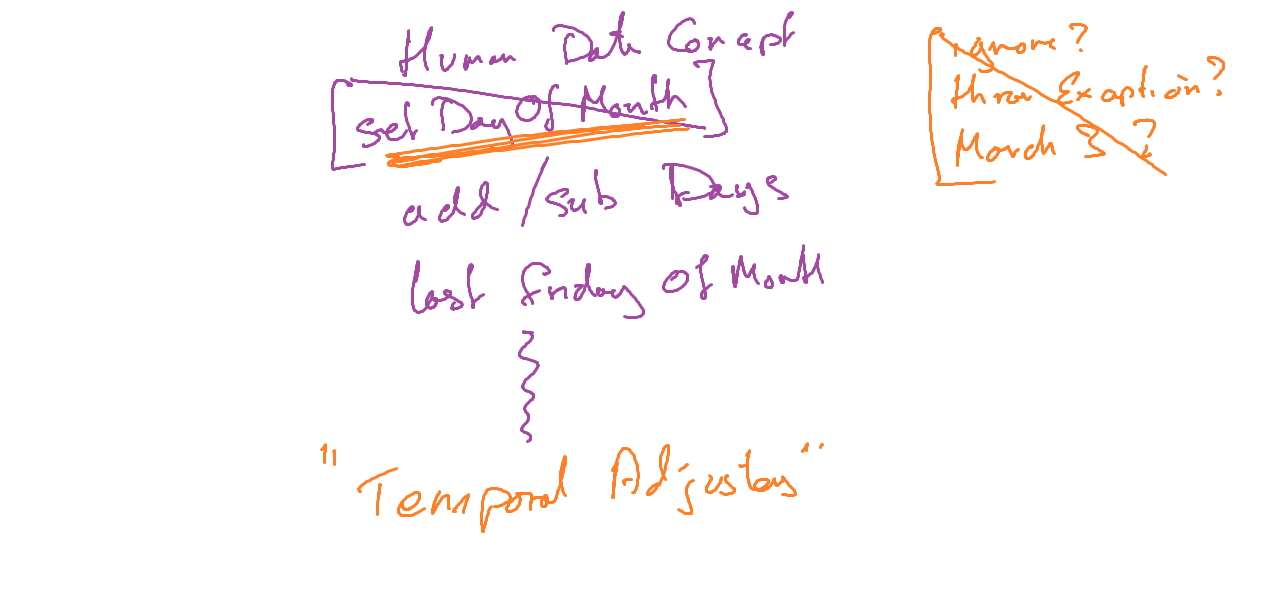 Human Date Concept
set Day Of Month
add / sub Days
last friday Of Month
"Temporal Adjusters"
ignore?
throw Exception?
March 3?